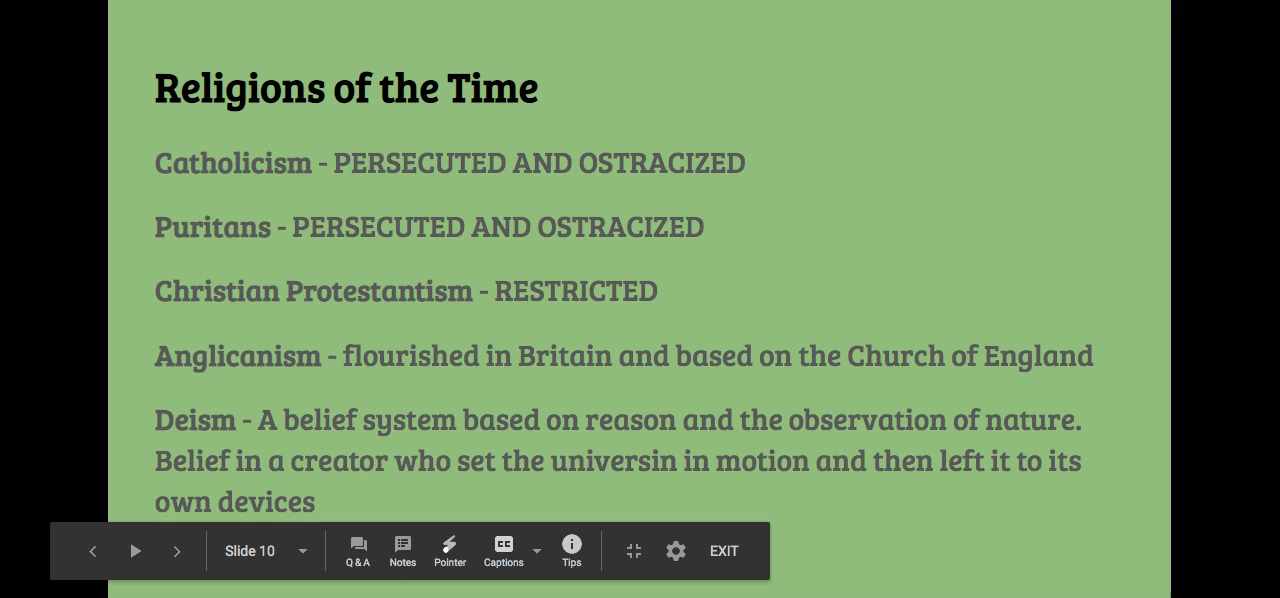 Religions of the Time
Catholicism - PERSECUTED AND OSTRACIZED
Puritans - PERSECUTED AND OSTRACIZED
Christian Protestantism - RESTRICTED
Anglicanism - flourished in Britain and based on the Church of England
Deism - A belief system based on reason and the observation of nature.
Belief in a creator who set the universin in motion and then left it to its
own devices
Slide 10
Q & A
Notes
Pointer
CC
Captions
Tips
EXIT